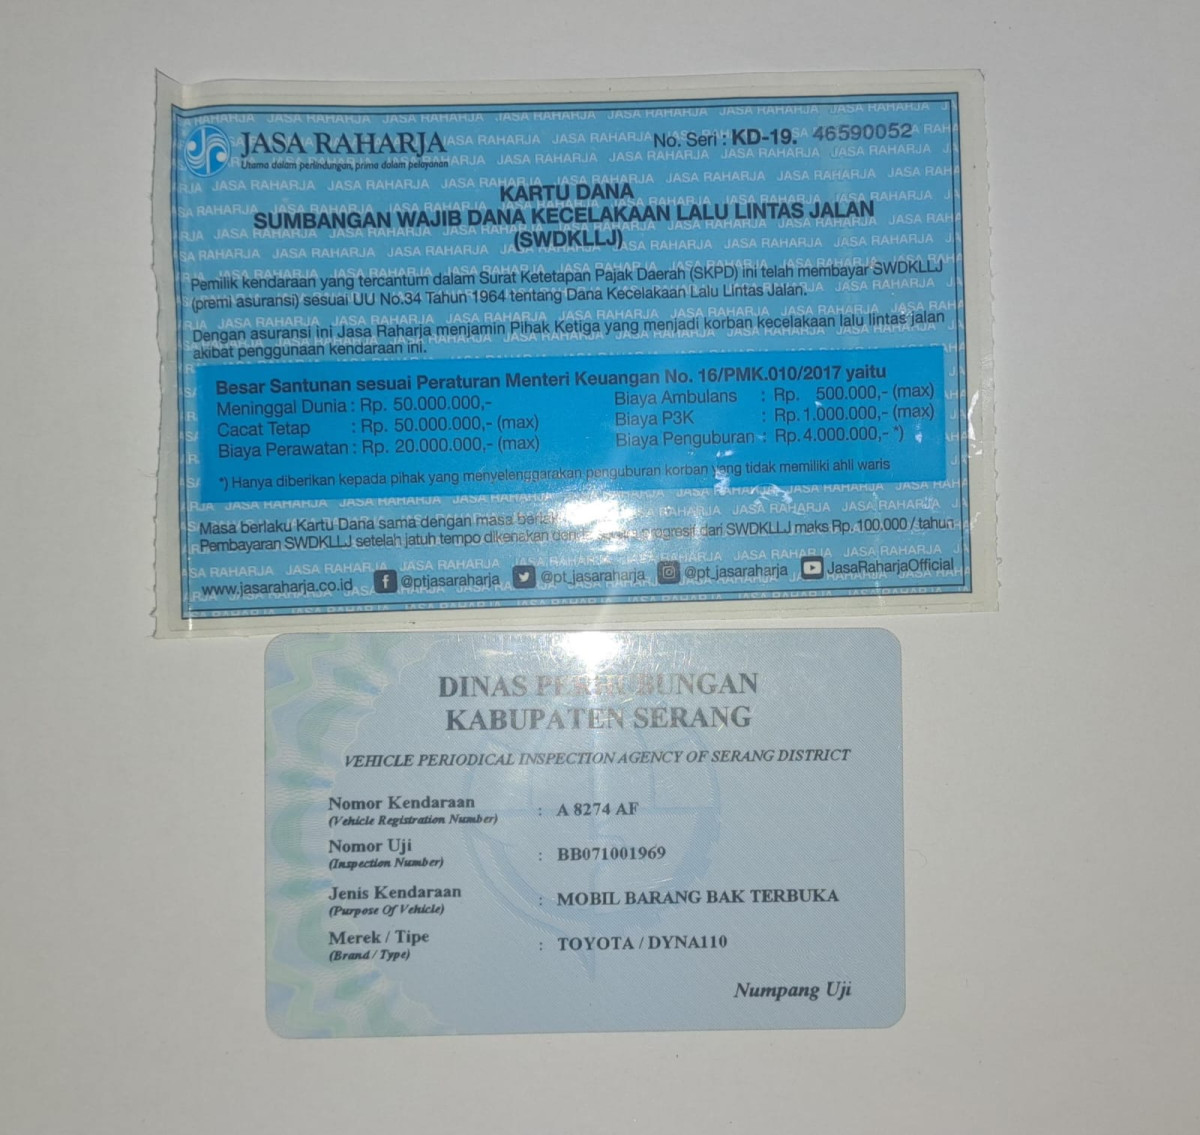 JASA RAHARJA
Utama dalam perlindungan, prima dalam pelayanan
No. Seri : KD-19. 46590052
KARTU DANA
SUMBANGAN WAJIB DANA KECELAKAAN LALU LINTAS JALAN
(SWDKLLJ)
Pemilik kendaraan yang tercantum dalam Surat Ketetapan Pajak Daerah (SKPD) ini telah membayar SWDKLLJ
(premi asuransi) sesuai UU No.34 Tahun 1964 tentang Dana Kecelakaan Lalu Lintas Jalan.
Dengan asuransi ini Jasa Raharja menjamin Pihak Ketiga yang menjadi korban kecelakaan lalu lintas jalan
akibat penggunaan kendaraan ini.
Besar Santunan sesuai Peraturan Menteri Keuangan No. 16/PMK.010/2017 yaitu
Meninggal Dunia : Rp. 50.000.000,-
Cacat Tetap : Rp. 50.000.000,- (max)
Biaya Perawatan : Rp. 20.000.000,- (max)
Biaya Ambulans : Rp. 500.000,- (max)
Biaya P3K : Rp. 1.000.000,- (max)
Biaya Penguburan : Rp. 4.000.000,- *)
*) Hanya diberikan kepada pihak yang menyelenggarakan penguburan korban yang tidak memiliki ahli waris
Masa berlaku Kartu Dana sama dengan masa
Pembayaran SWDKLLJ setelah jatuh tempo dikenakan progresif dari SWDKLLJ maks Rp. 100.000 / tahun
www.jasaraharja.co.id @ptjasaraharja @pt_jasaraharja @pt_jasaraharja JasaRaharjaOfficial
DINAS PERHUBUNGAN
KABUPATEN SERANG
VEHICLE PERIODICAL INSPECTION AGENCY OF SERANG DISTRICT
Nomor Kendaraan : A 8274 AF
(Vehicle Registration Number)
Nomor Uji : BB071001969
(Inspection Number)
Jenis Kendaraan : MOBIL BARANG BAK TERBUKA
(Purpose Of Vehicle)
Merek / Tipe : TOYOTA / DYNA110
(Brand / Type)
Numpang Uji